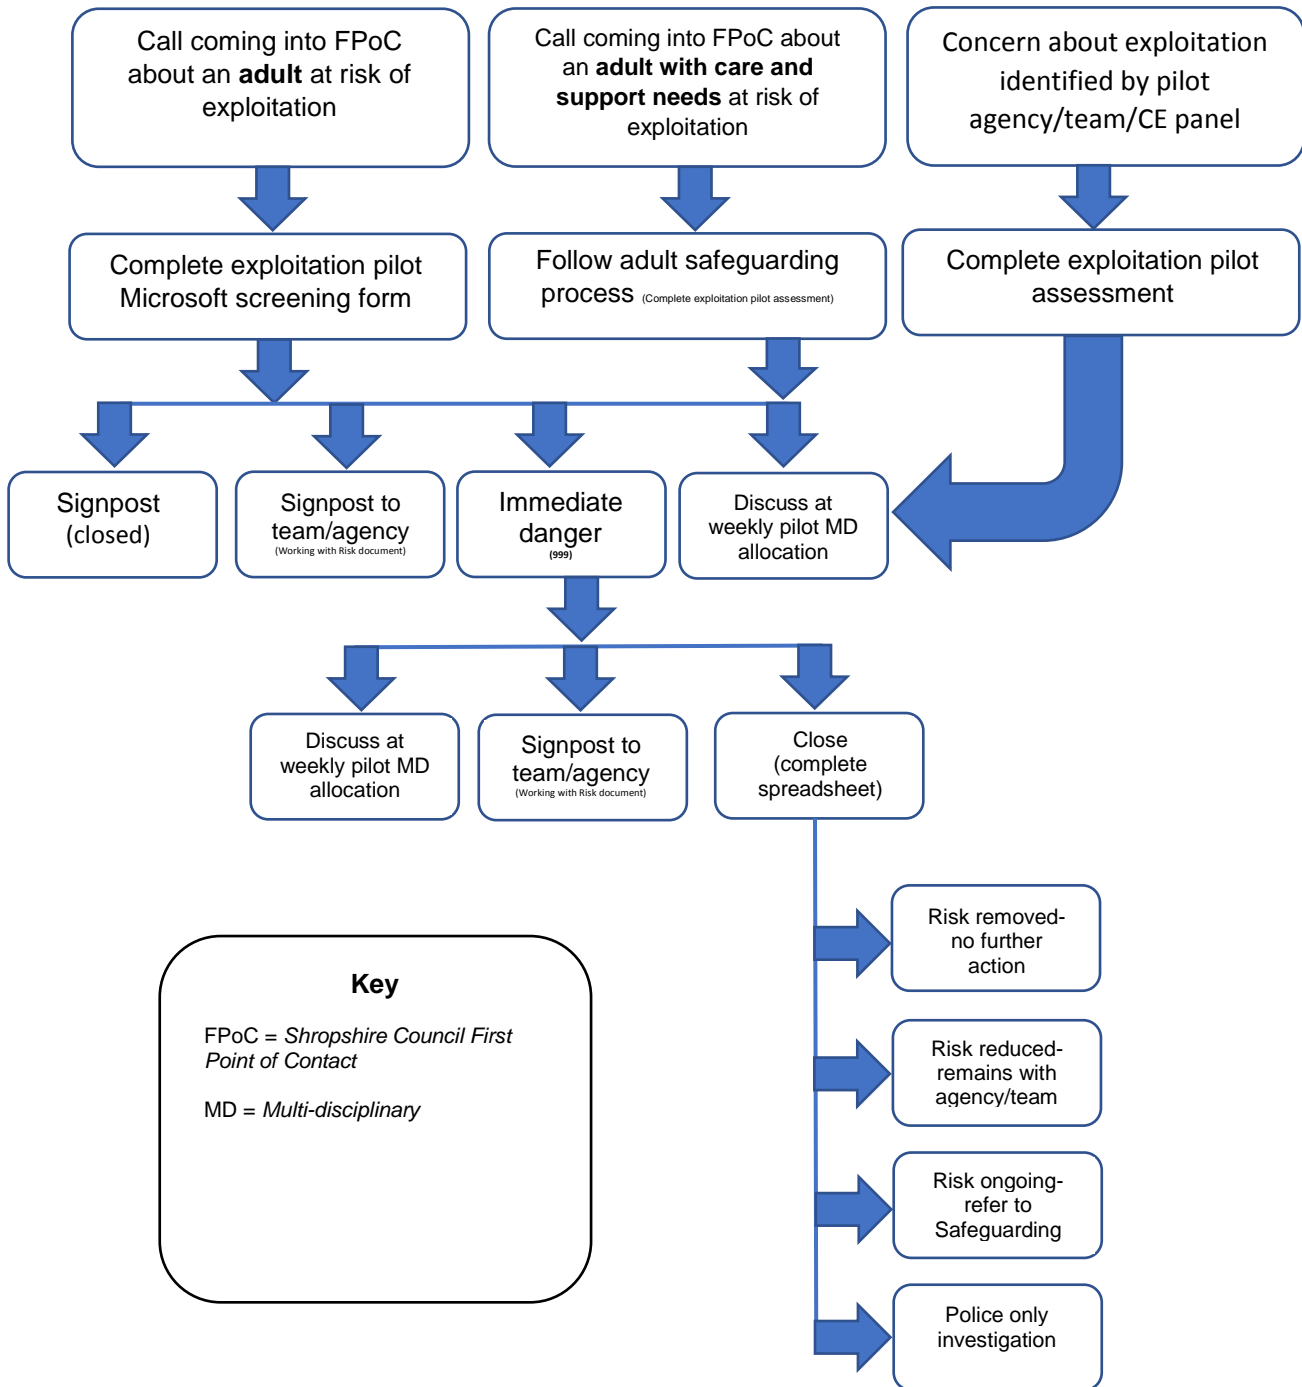 Call coming into FPoC
about an adult at risk of
exploitation
Call coming into FPoC about
an adult with care and
support needs at risk of
exploitation
Concern about exploitation
identified by pilot
agency/team/CE panel
Complete exploitation pilot
Microsoft screening form
Follow adult safeguarding
process (Complete exploitation pilot assessment)
Complete exploitation pilot
assessment
Signpost
(closed)
Signpost to
team/agency
(Working with Risk document)
Immediate
danger
(999)
Discuss at
weekly pilot MD
allocation
Discuss at
weekly pilot MD
allocation
Signpost to
team/agency
(Working with Risk document)
Close
(complete
spreadsheet)
Risk removed-
no further
action
Risk reduced-
remains with
agency/team
Risk ongoing-
refer to
Safeguarding
Police only
investigation
Key
FPoC = Shropshire Council First
Point of Contact
MD = Multi-disciplinary